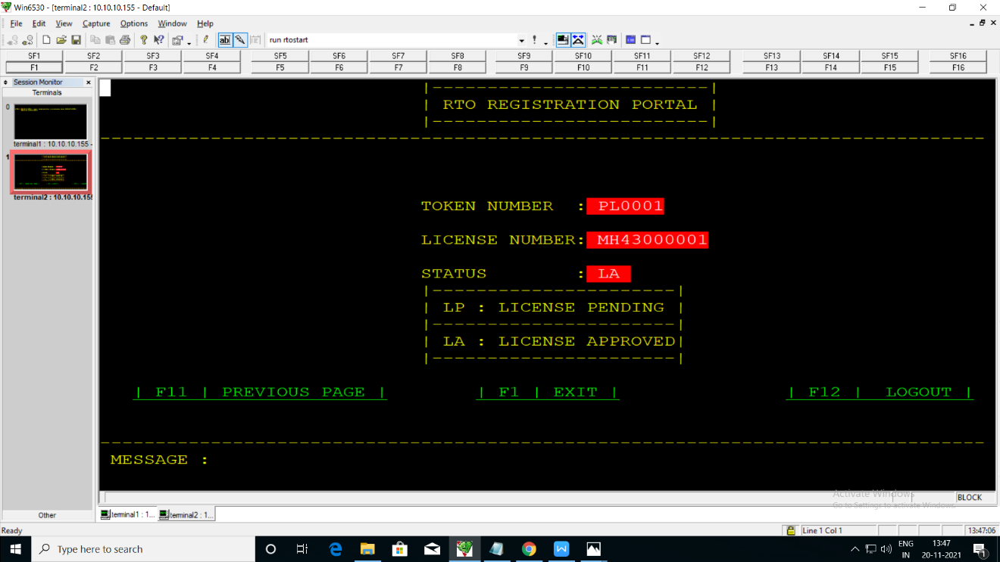 Win6530 - [terminal2 : 10.10.10.155 - Default]
File Edit View Capture Options Window Help
ab run rtostart
SF1 SF2 SF3 SF4 SF5 SF6 SF7 SF8 SF9 SF10 SF11 SF12 SF13 SF14 SF15 SF16
F1 F2 F3 F4 F5 F6 F7 F8 F9 F10 F11 F12 F13 F14 F15 F16
Session Monitor
Terminals
0
terminal1 : 10.10.10.155 -
1
terminal2 : 10.10.10.155
Other
|-------------------------|
| RTO REGISTRATION PORTAL |
|-------------------------|
--------------------------------------------------------------------------------
TOKEN NUMBER : PL0001
LICENSE NUMBER: MH43000001
STATUS : LA
|----------------------|
| LP : LICENSE PENDING |
|----------------------|
| LA : LICENSE APPROVED|
|----------------------|
| F11 | PREVIOUS PAGE | | F1 | EXIT | | F12 | LOGOUT |
--------------------------------------------------------------------------------
MESSAGE :
Activate Windows
Go to Settings to activate Windows.
BLOCK
terminal1 : 1... terminal2 : 1...
Ready Line 1 Col 1 13:47:06
Type here to search
ENG
IN
13:47
20-11-2021
1